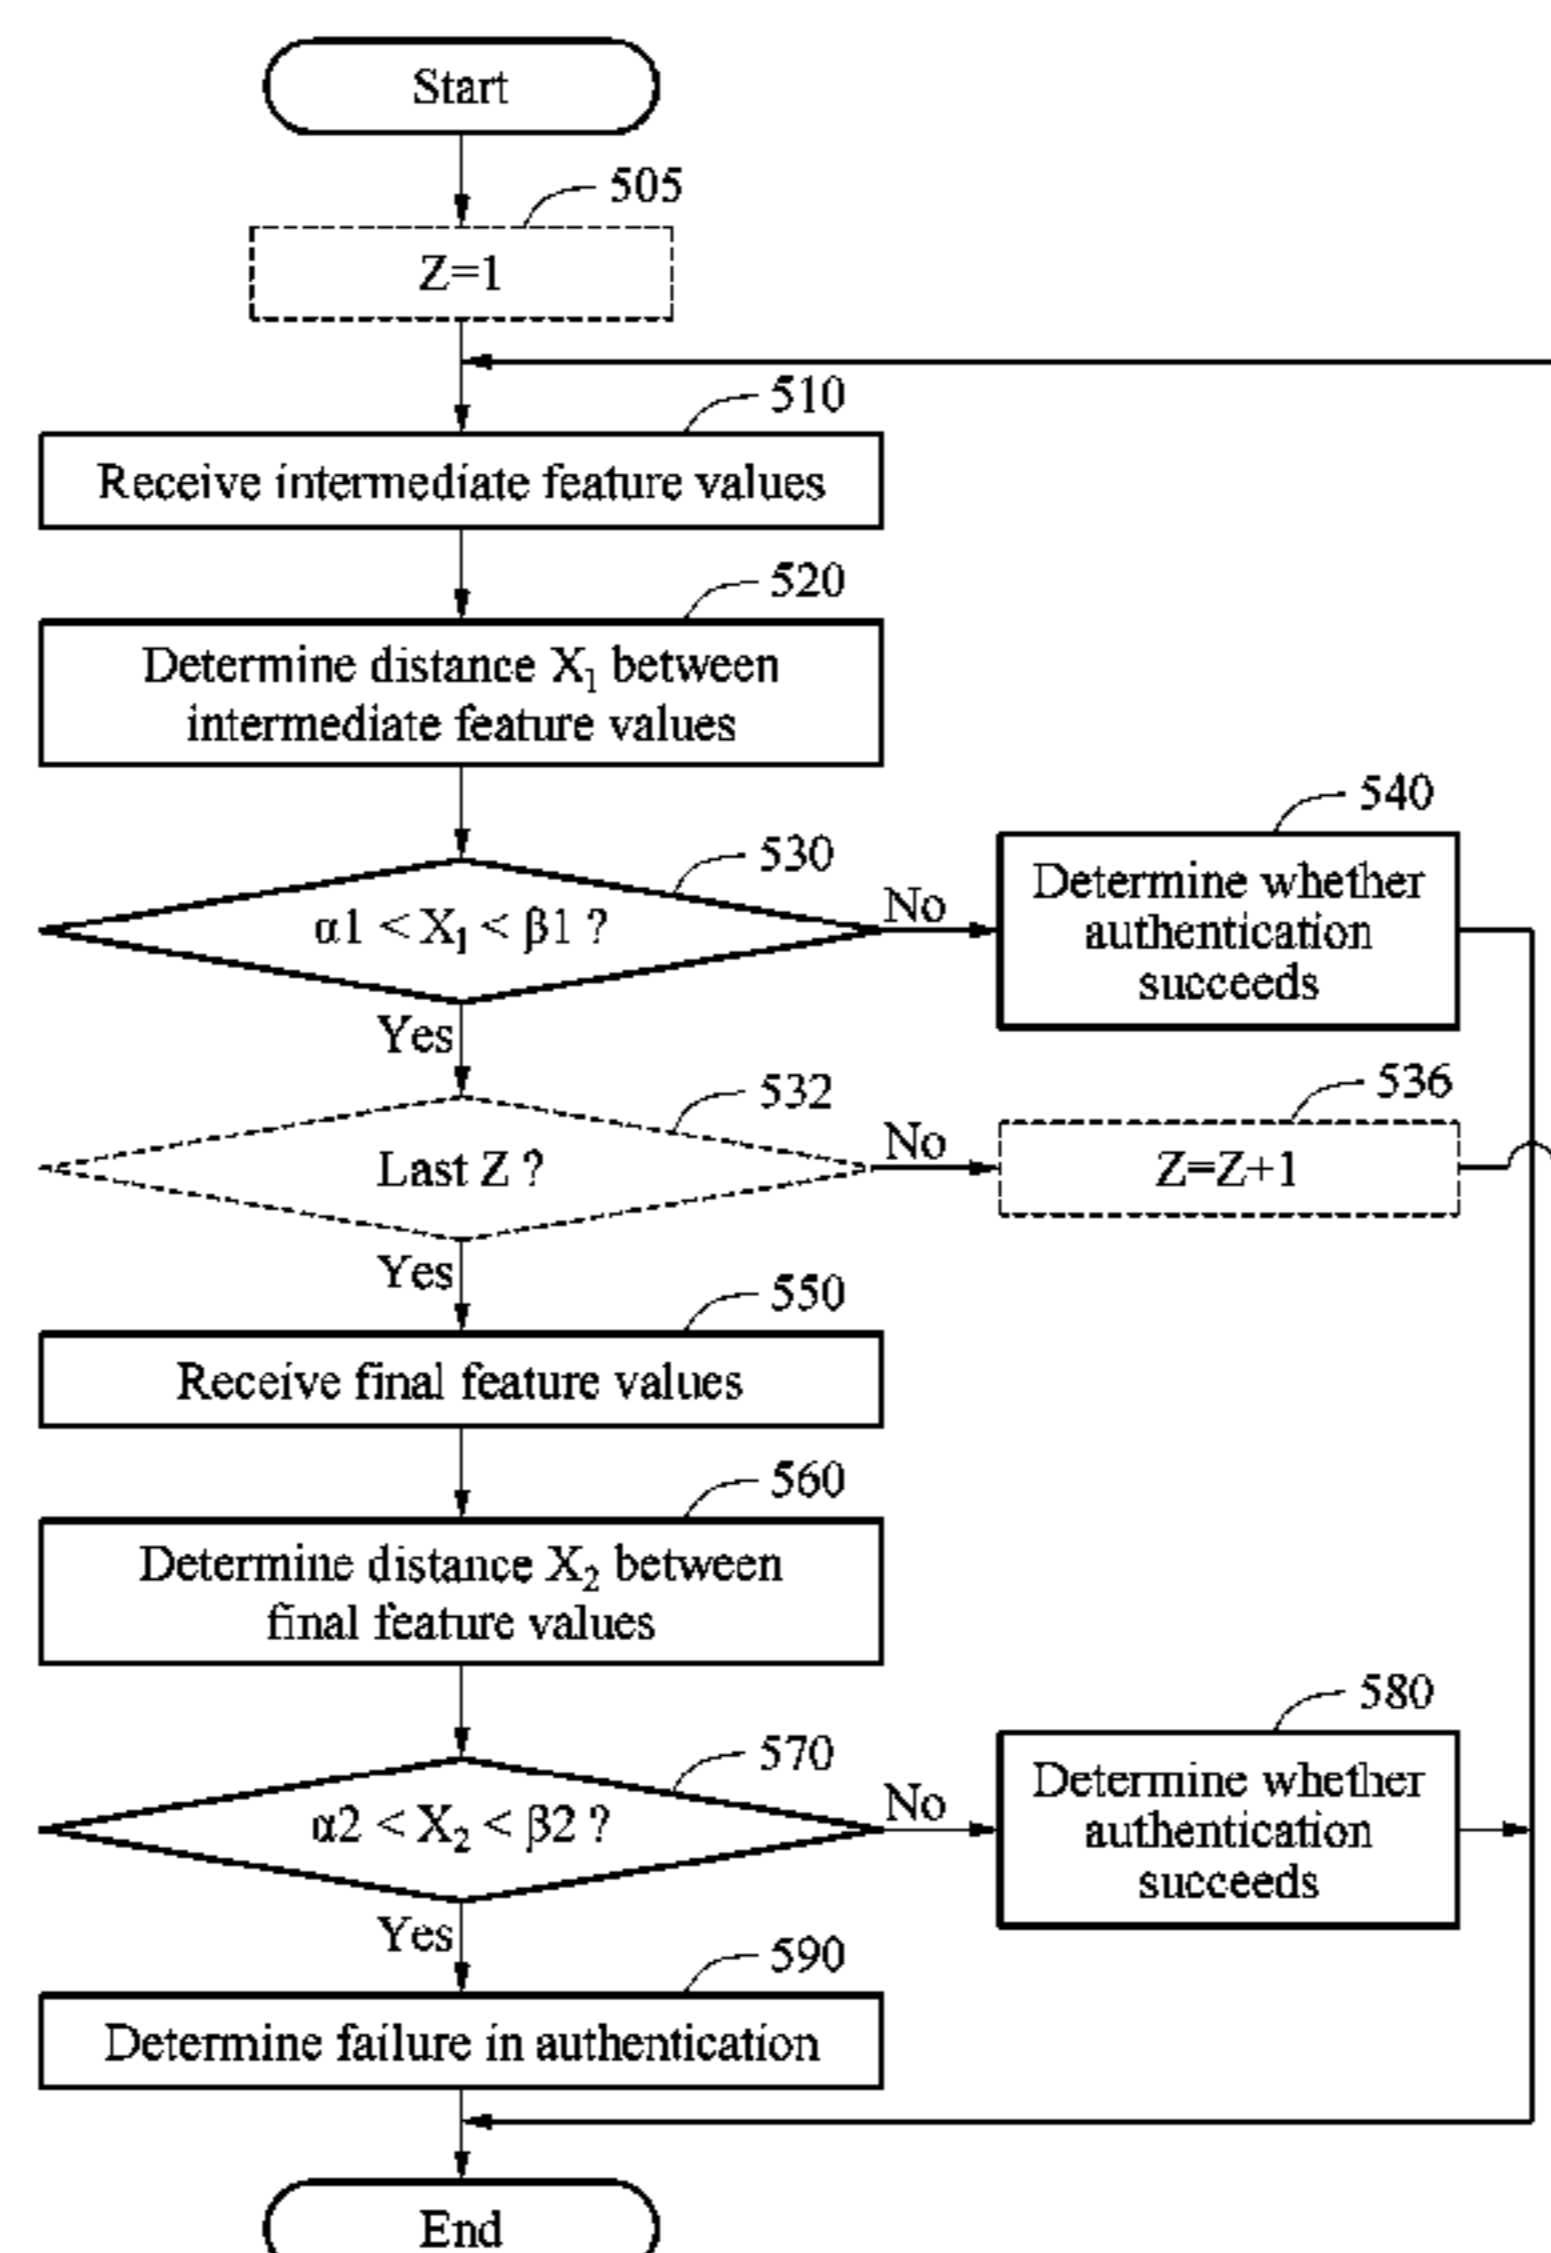 Start
505
Z=1
510
Receive intermediate feature values
520
Determine distance X₁ between
intermediate feature values
530
α1 < X₁ < β1 ?
No
540
Determine whether
authentication
succeeds
Yes
532
Last Z ?
No
536
Z=Z+1
Yes
550
Receive final feature values
560
Determine distance X₂ between
final feature values
570
α2 < X₂ < β2 ?
No
580
Determine whether
authentication
succeeds
Yes
590
Determine failure in authentication
End